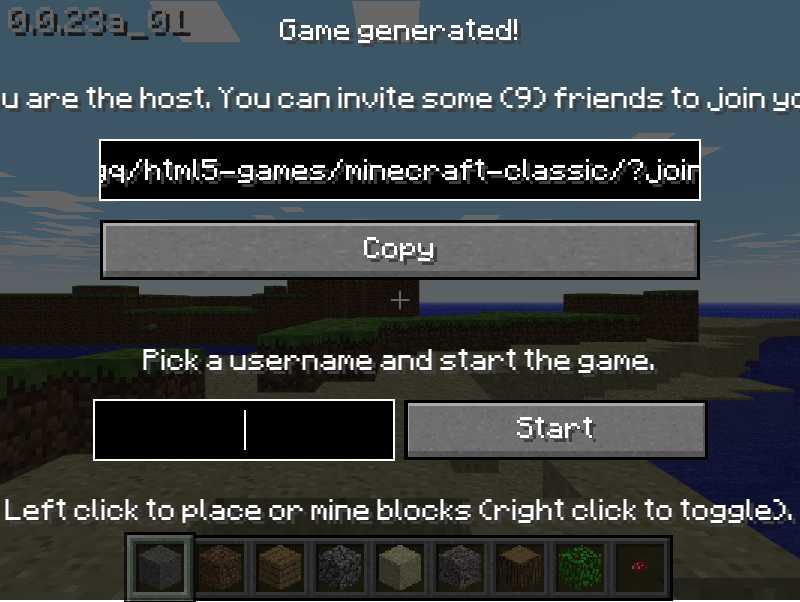 0.0.23a_01
Game generated!
u are the host. You can invite some (9) friends to join yo
gq/html5-games/minecraft-classic/?join
Copy
Pick a username and start the game.
Start
Left click to place or mine blocks (right click to toggle).